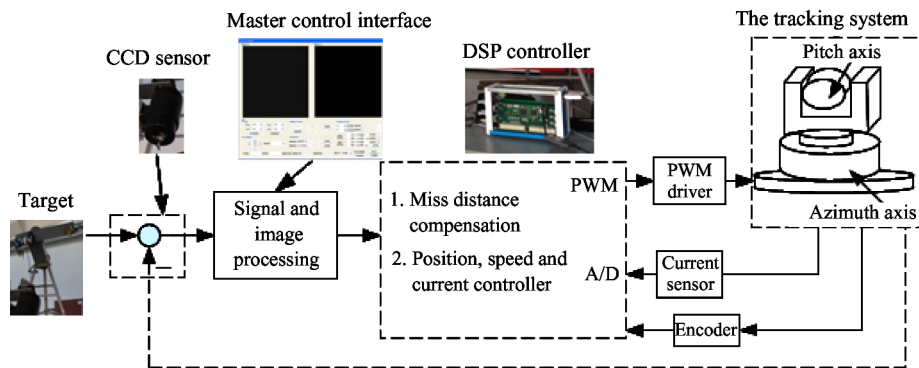 Master control interface
The tracking system
CCD sensor
DSP controller
Pitch axis
Target
Signal and
image
processing
1. Miss distance
compensation
2. Position, speed and
current controller
PWM
A/D
PWM
driver
Azimuth axis
Current
sensor
Encoder